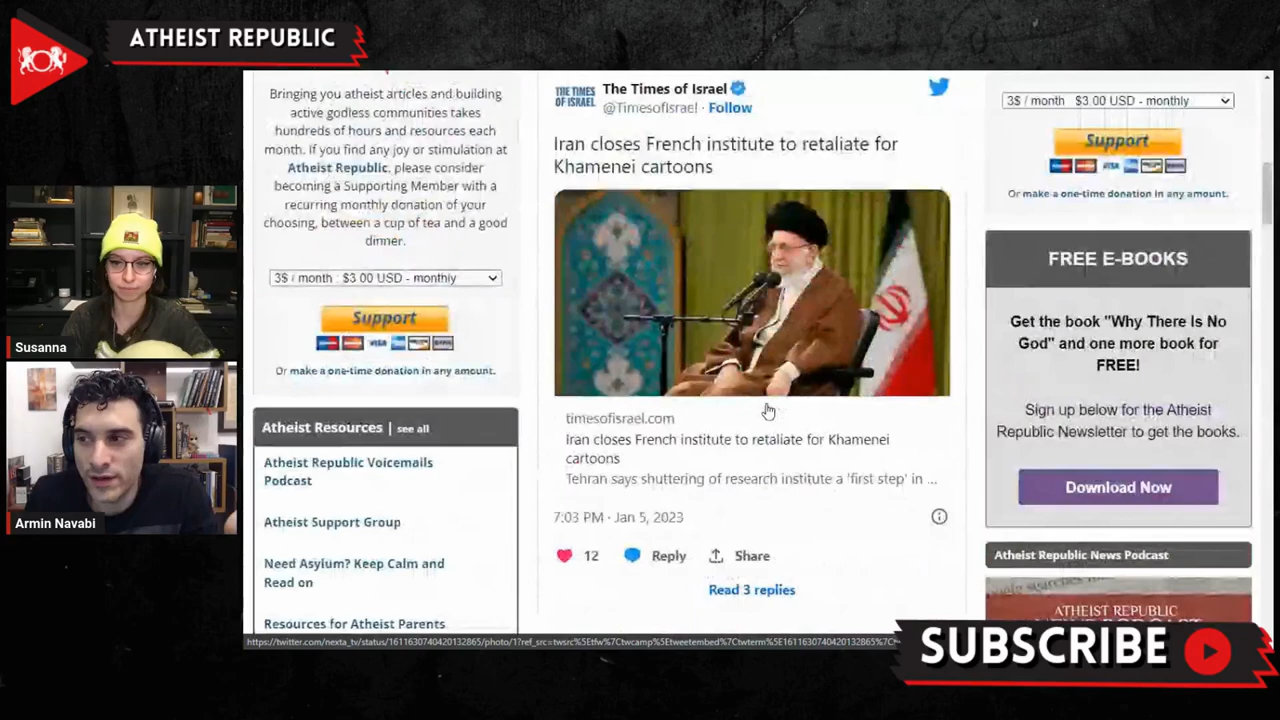 ATHEIST REPUBLIC
Susanna
Armin Navabi
Bringing you atheist articles and building
active godless communities takes
hundreds of hours and resources each
month. If you find any joy or stimulation at
Atheist Republic, please consider
becoming a Supporting Member with a
recurring monthly donation of your
choosing, between a cup of tea and a good
dinner.
3$ / month : $3.00 USD - monthly
Support
VISA
Or make a one-time donation in any amount.
Atheist Resources | see all
Atheist Republic Voicemails
Podcast
Atheist Support Group
Need Asylum? Keep Calm and
Read on
Resources for Atheist Parents
THE TIMES
OF ISRAEL
The Times of Israel
@TimesofIsrael · Follow
Iran closes French institute to retaliate for
Khamenei cartoons
timesofisrael.com
Iran closes French institute to retaliate for Khamenei
cartoons
Tehran says shuttering of research institute a 'first step' in ...
7:03 PM · Jan 5, 2023
12
Reply
Share
Read 3 replies
3$ / month : $3.00 USD - monthly
Support
VISA
Or make a one-time donation in any amount.
FREE E-BOOKS
Get the book "Why There Is No
God" and one more book for
FREE!
Sign up below for the Atheist
Republic Newsletter to get the books.
Download Now
Atheist Republic News Podcast
ATHEIST REPUBLIC
SUBSCRIBE